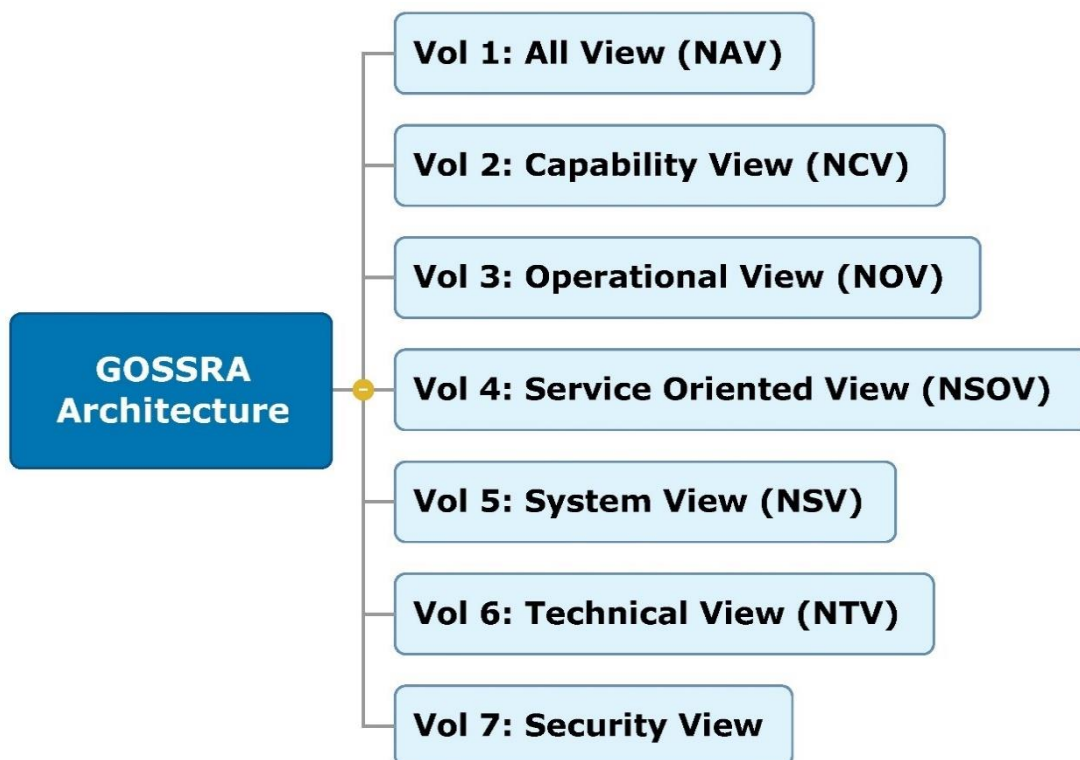 Vol 1: All View (NAV)
Vol 2: Capability View (NCV)
Vol 3: Operational View (NOV)
GOSSRA
Architecture
Vol 4: Service Oriented View (NSOV)
Vol 5: System View (NSV)
Vol 6: Technical View (NTV)
Vol 7: Security View